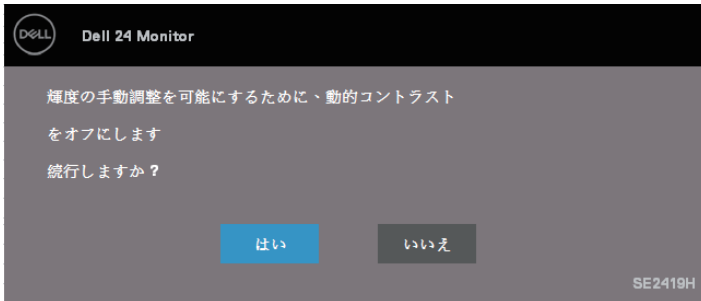 DELL
Dell 24 Monitor
輝度の手動調整を可能にするために、動的コントラスト
をオフにします
続行しますか？
はい
いいえ
SE2419H